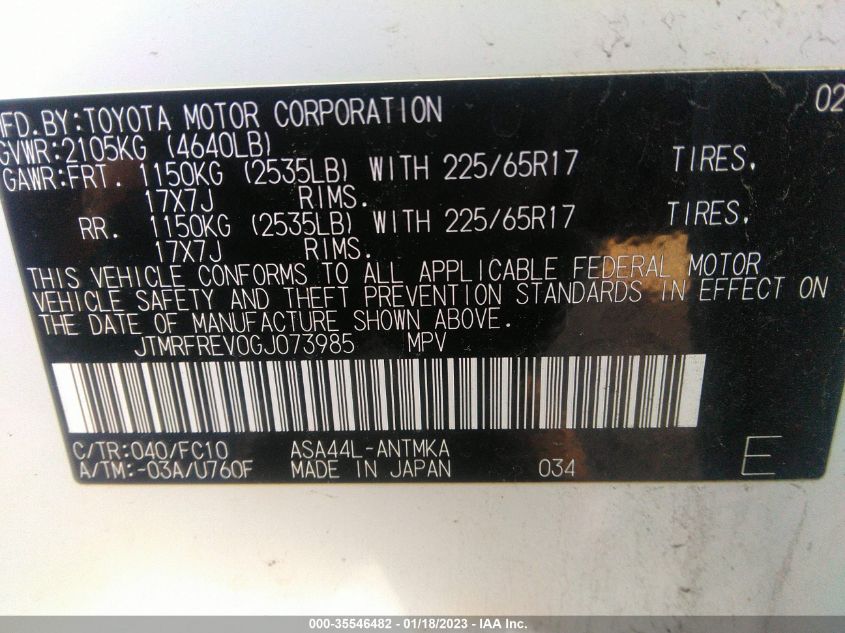 MFD.BY:TOYOTA MOTOR CORPORATION 02
GVWR:2105KG (4640LB)
GAWR:FRT. 1150KG (2535LB) WITH 225/65R17 TIRES.
17X7J RIMS.
RR. 1150KG (2535LB) WITH 225/65R17 TIRES,
17X7J RIMS.
THIS VEHICLE CONFORMS TO ALL APPLICABLE FEDERAL MOTOR
VEHICLE SAFETY AND THEFT PREVENTION STANDARDS IN EFFECT ON
THE DATE OF MANUFACTURE SHOWN ABOVE.
JTMRFREV0GJ073985 MPV
C/TR:040/FC10 ASA44L-ANTMKA
A/TM:-03A/U760F MADE IN JAPAN 034 E
000-35546482 - 01/18/2023 - IAA Inc.